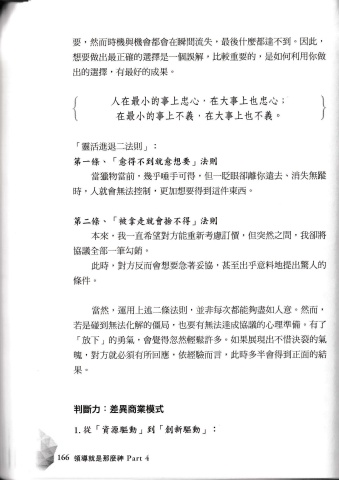 要，然而時機與機會都會在瞬間流失，最後什麼都達不到。因此，
想要做出最正確的選擇是一個誤解，比較重要的，是如何利用你做
出的選擇，有最好的成果。
人在最小的事上忠心，在大事上也忠心；
在最小的事上不義，在大事上也不義。
「靈活進退二法則」：
第一條、「愈得不到就愈想要」法則
當獵物當前，幾乎唾手可得，但一眨眼卻離你遠去、消失無蹤
時，人就會無法控制，更加想要得到這件東西。
第二條、「被拿走就會捨不得」法則
本來，我一直希望對方能重新考慮訂價，但突然之間，我卻將
協議全部一筆勾銷。
此時，對方反而會想要急著妥協，甚至出乎意料地提出驚人的
條件。
當然，運用上述二條法則，並非每次都能夠盡如人意。然而，
若是碰到無法化解的僵局，也要有無法達成協議的心理準備。有了
「放下」的勇氣，會覺得忽然輕鬆許多。如果展現出不惜決裂的氣
魄，對方就必須有所回應，依經驗而言，此時多半會得到正面的結
果。
判斷力：差異商業模式
1. 從「資源驅動」到「創新驅動」：
166 領導就是那麼神 Part 4